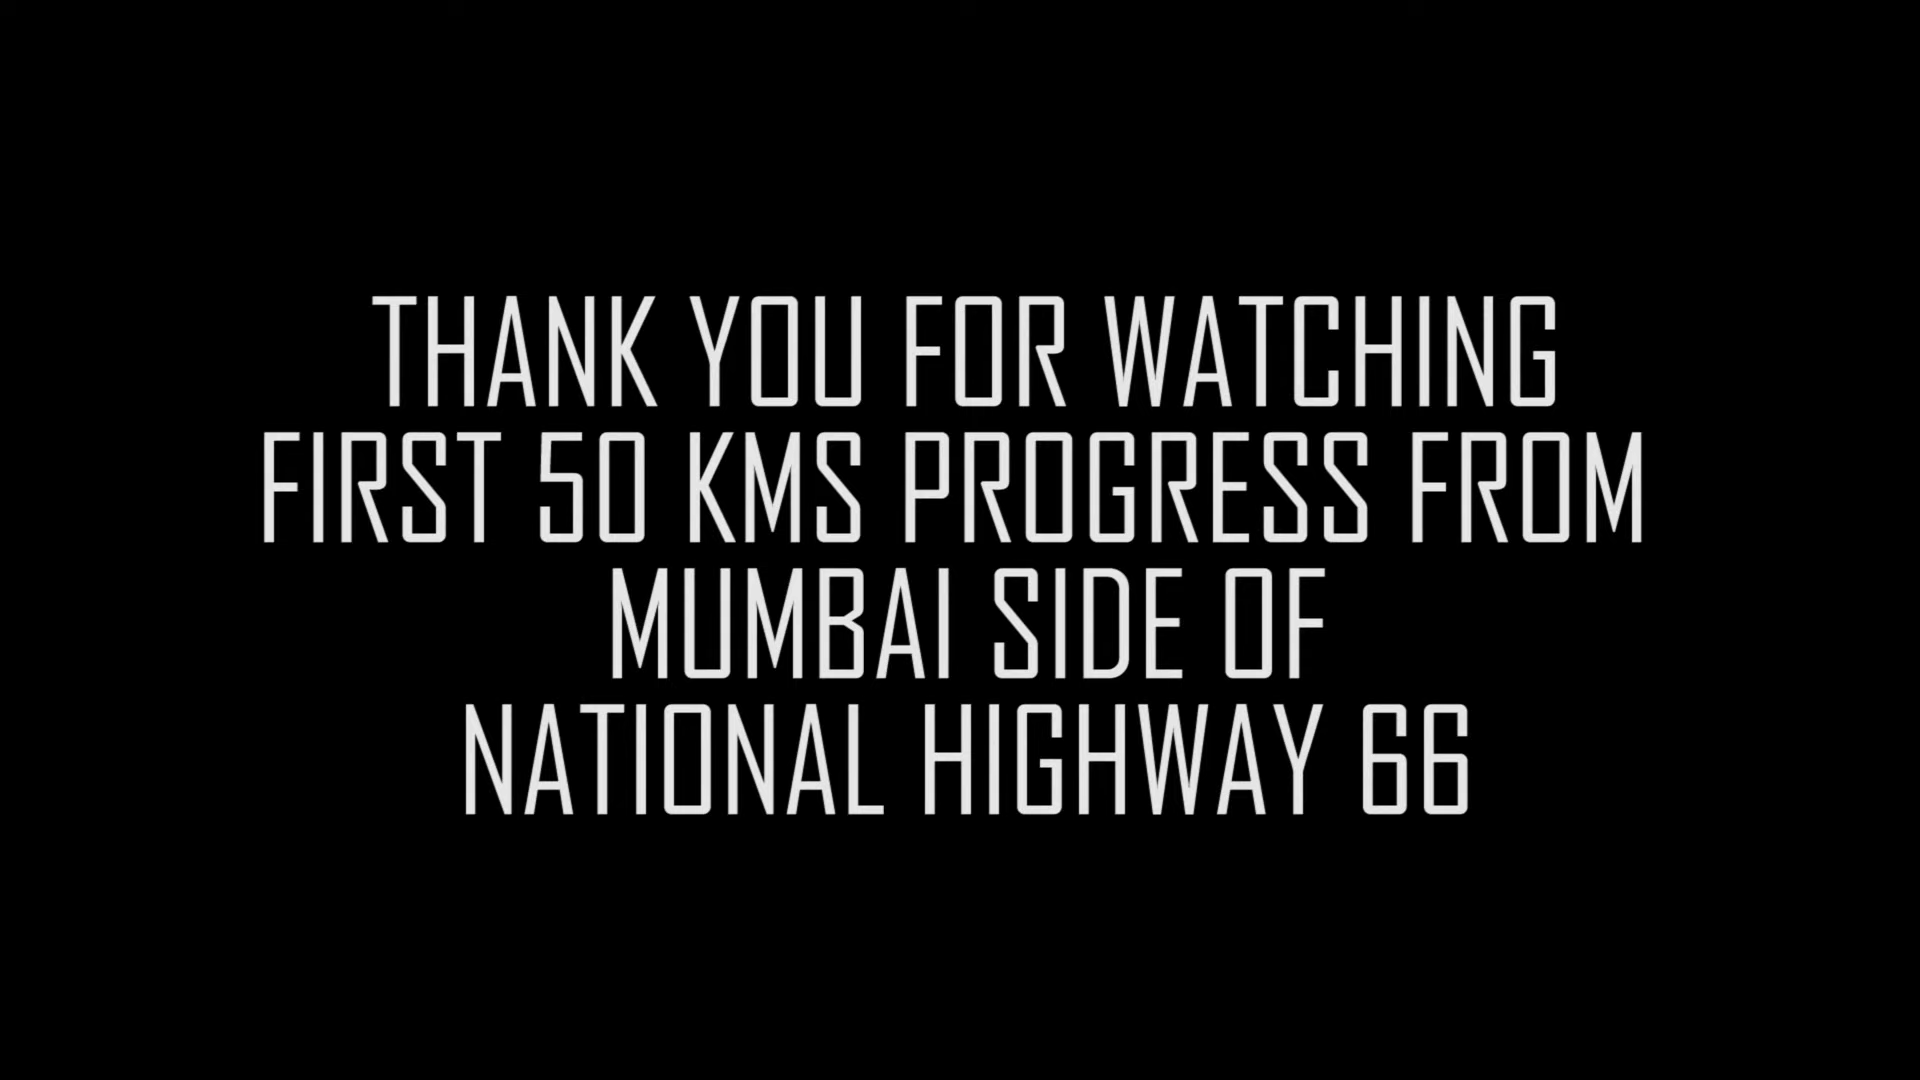 THANK YOU FOR WATCHING
FIRST 50 KMS PROGRESS FROM
MUMBAI SIDE OF
NATIONAL HIGHWAY 66